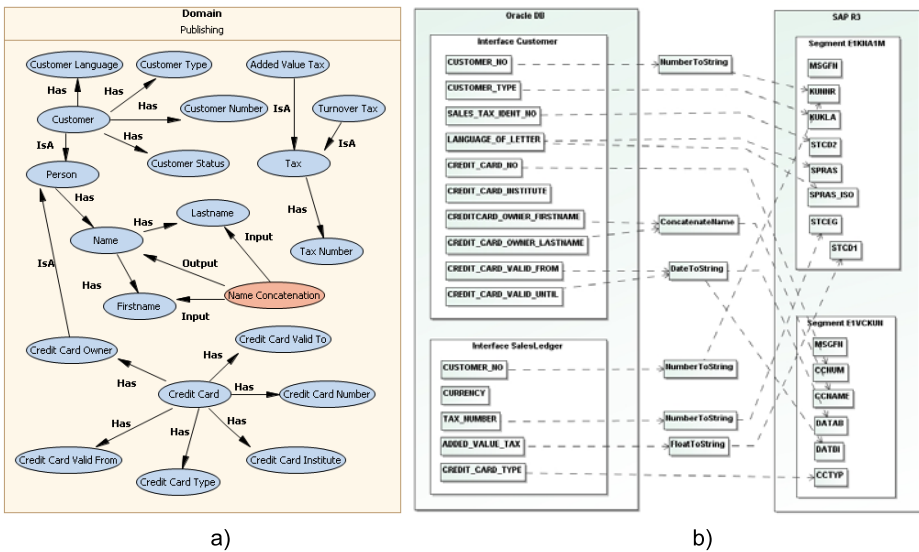 Domain
Publishing
Customer Language
Customer Type
Added Value Tax
Has
Has
Customer
Has
Customer Number
IsA
Turnover Tax
IsA
Has
Customer Status
IsA
Person
Tax
Has
Lastname
Has
Has
Name
Input
Tax Number
IsA
Output
Has
Name Concatenation
Firstname
Input
Credit Card Owner
Has
Credit Card Valid To
Has
Credit Card
Has
Credit Card Number
Has
Has
Has
Credit Card Valid From
Credit Card Institute
Credit Card Type
a)
Oracle DB
Interface Customer
CUSTOMER_NO
CUSTOMER_TYPE
SALES_TAX_IDENT_NO
LANGUAGE_OF_LETTER
CREDIT_CARD_NO
CREDIT_CARD_INSTITUTE
CREDITCARD_OWNER_FIRSTNAME
CREDIT_CARD_OWNER_LASTNAME
CREDIT_CARD_VALID_FROM
CREDIT_CARD_VALID_UNTIL
Interface SalesLedger
CUSTOMER_NO
CURRENCY
TAX_NUMBER
ADDED_VALUE_TAX
CREDIT_CARD_TYPE
NumberToString
ConcatenateName
DateToString
NumberToString
NumberToString
FloatToString
SAP R3
Segment E1KNA1M
MSGFN
KUNNR
KUKLA
STCD2
SPRAS
SPRAS_ISO
STCEG
STCD1
Segment E1VCKUN
MSGFN
CCNUM
CCNAME
DATAB
DATBI
CCTYP
b)